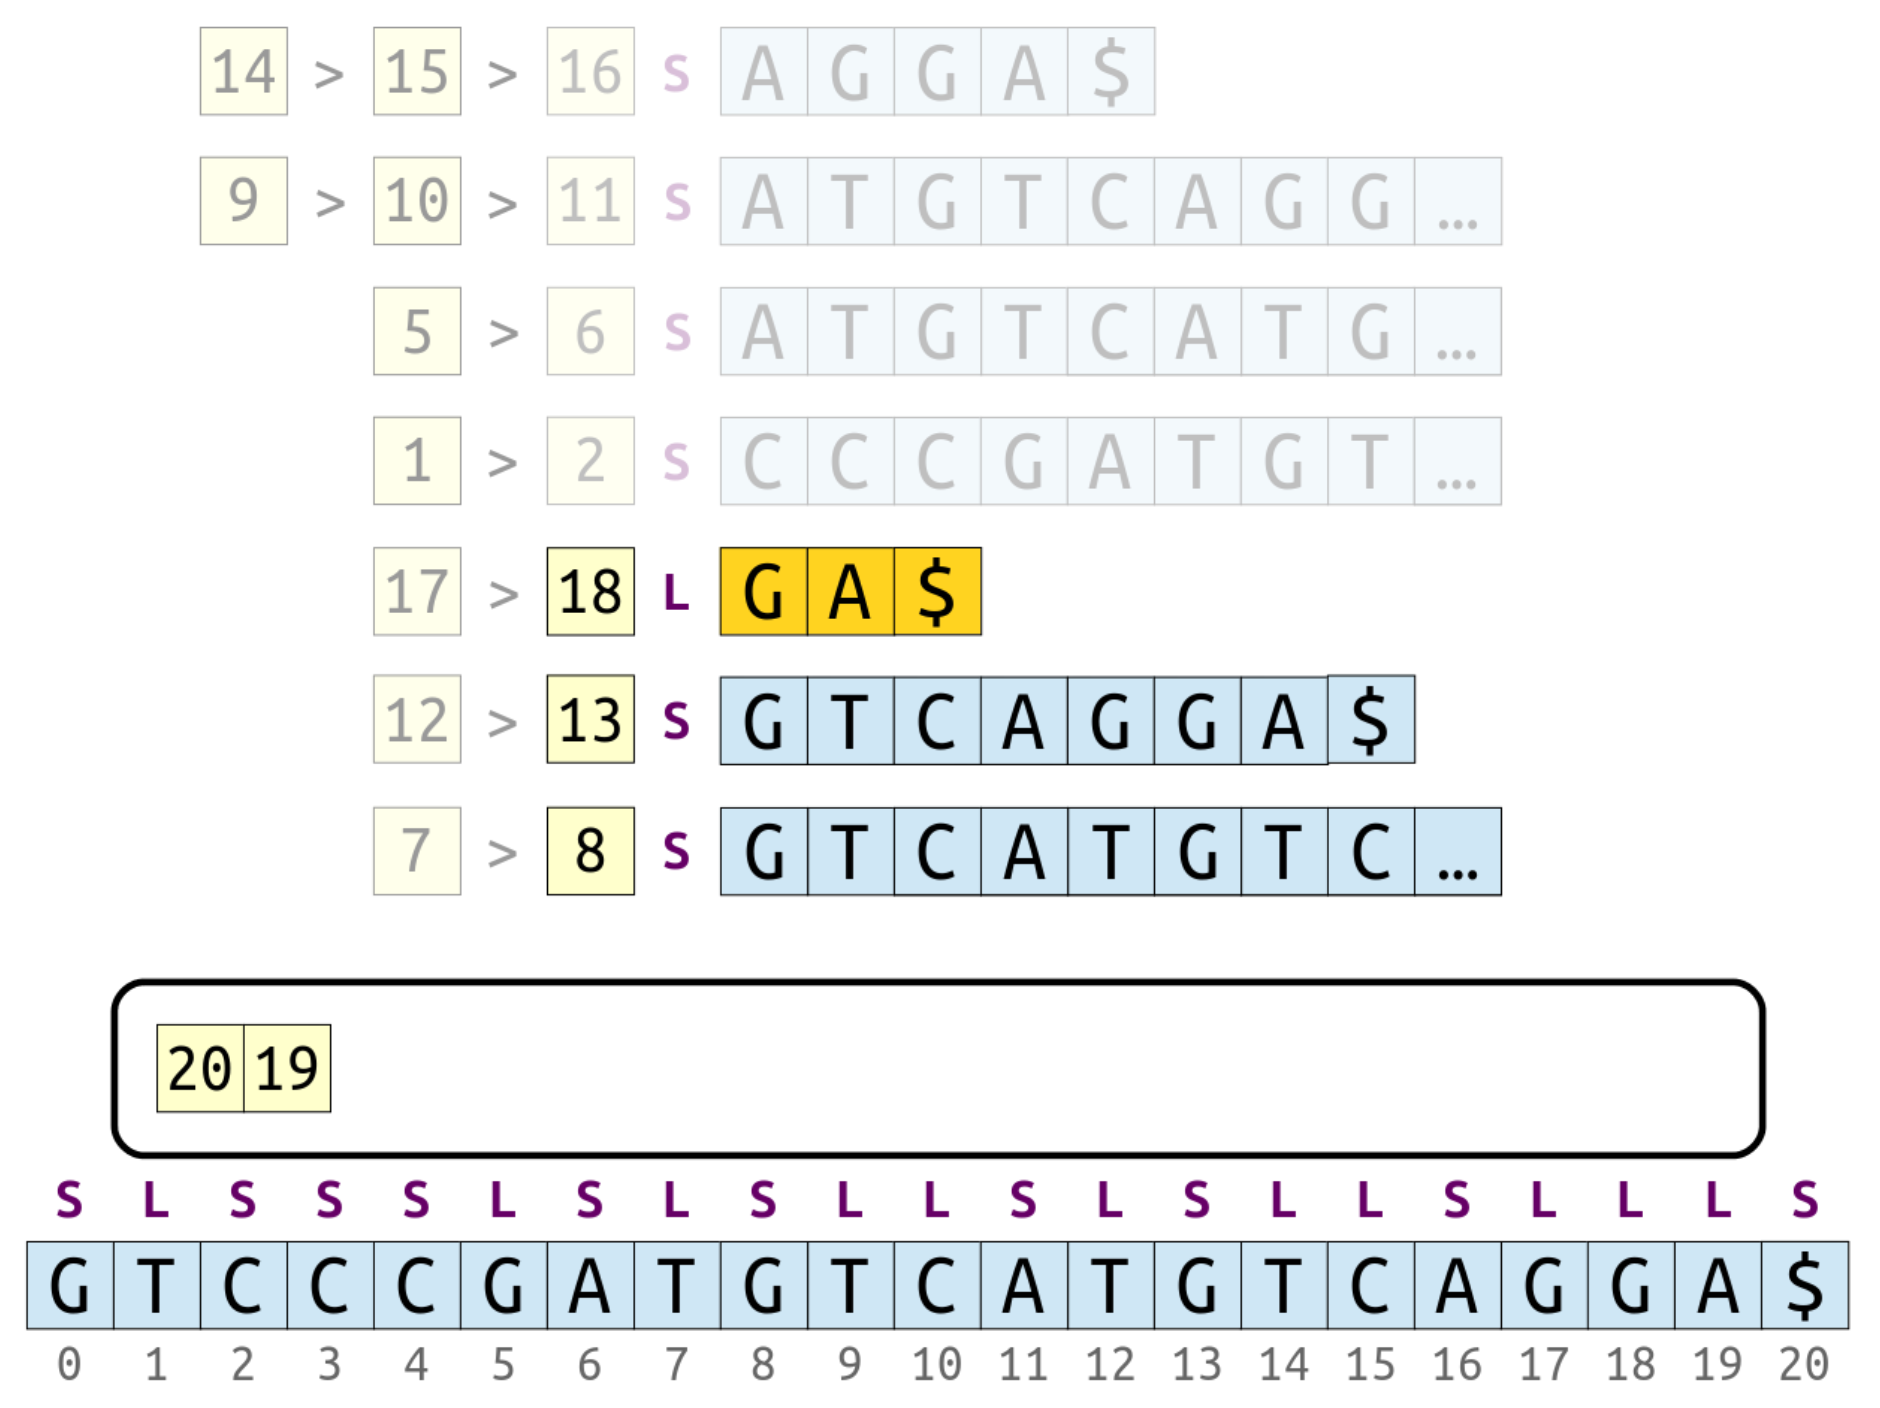 14 > 15 > 16 S A G G A $
9 > 10 > 11 S A T G T C A G G …
5 > 6 S A T G T C A T G …
1 > 2 S C C C G A T G T …
17 > 18 L G A $
12 > 13 S G T C A G G A $
7 > 8 S G T C A T G T C …
20 19
S L S S S L S L S L L S L S L L S L L L S
G T C C C G A T G T C A T G T C A G G A $
0 1 2 3 4 5 6 7 8 9 10 11 12 13 14 15 16 17 18 19 20